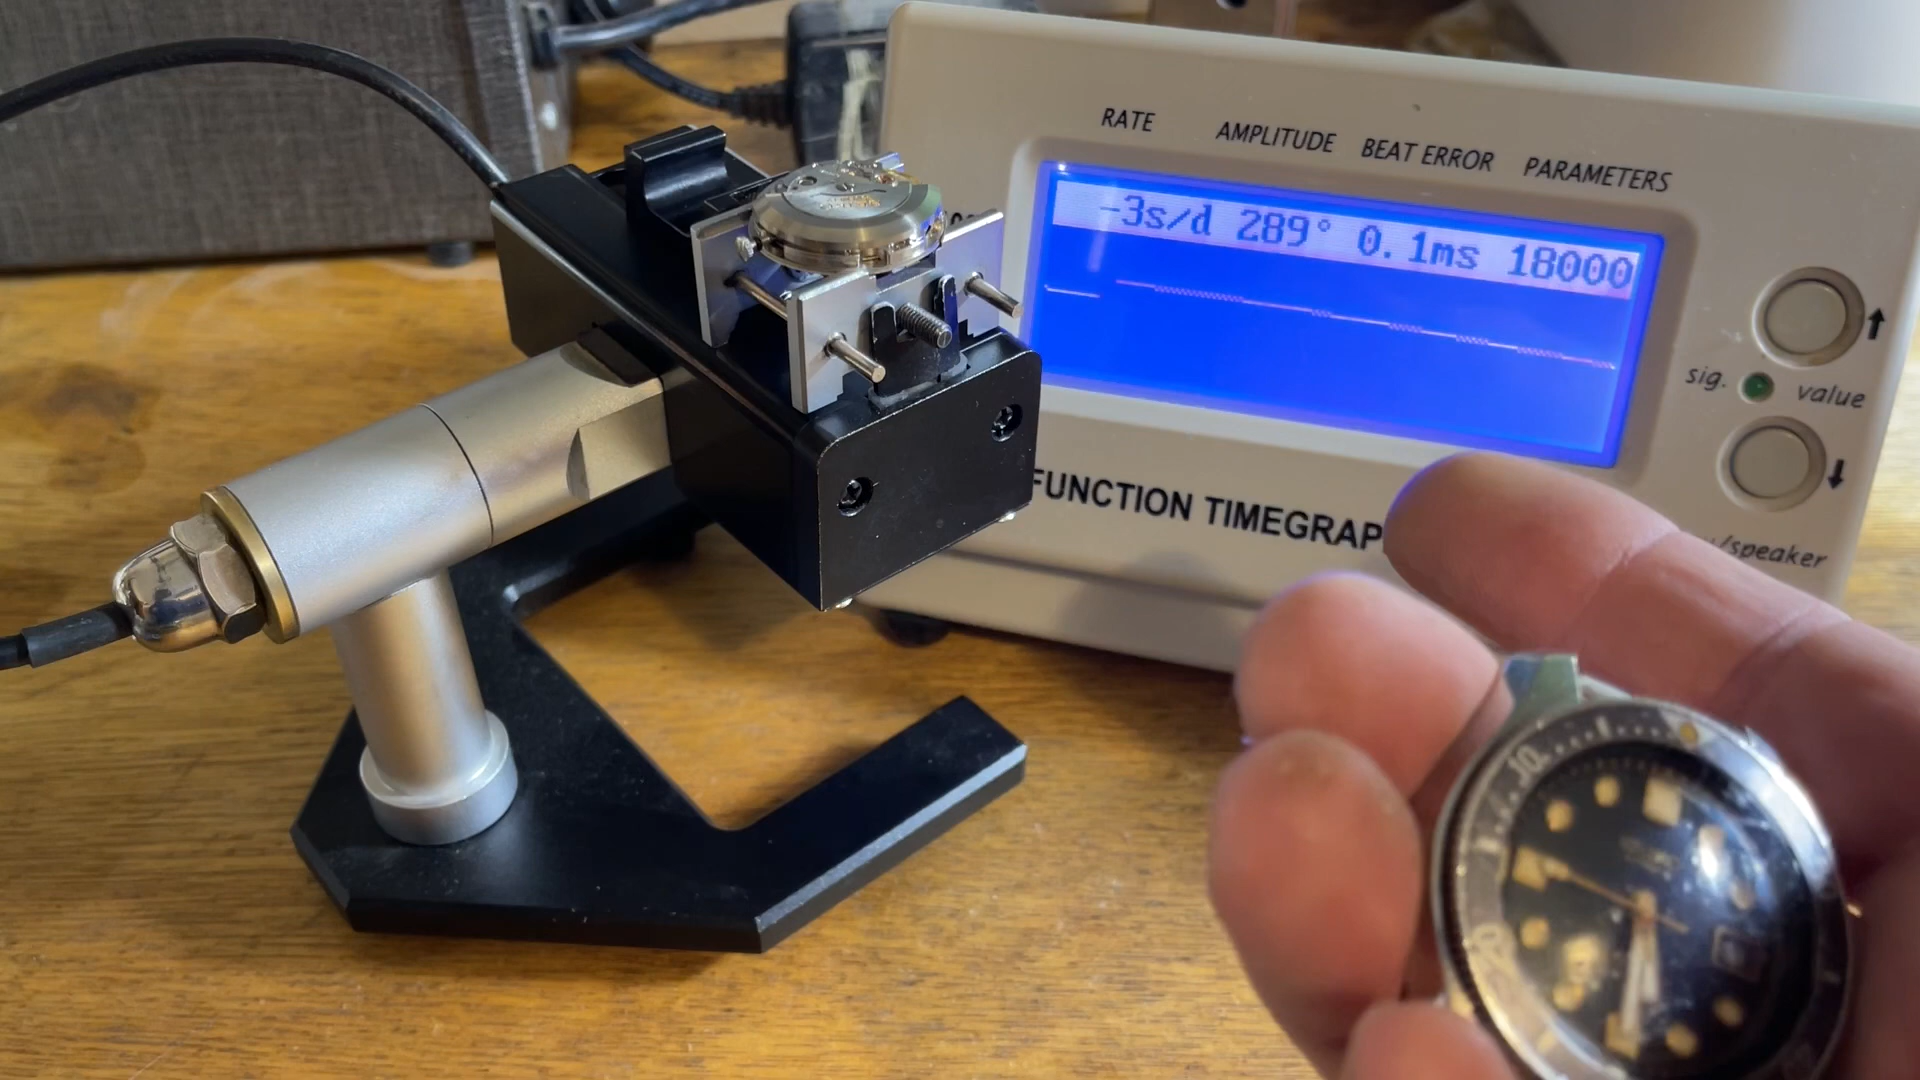 RATE AMPLITUDE BEAT ERROR PARAMETERS
-3s/d 289° 0.1ms 18000
sig. value
FUNCTION TIMEGRAP
/speaker
10